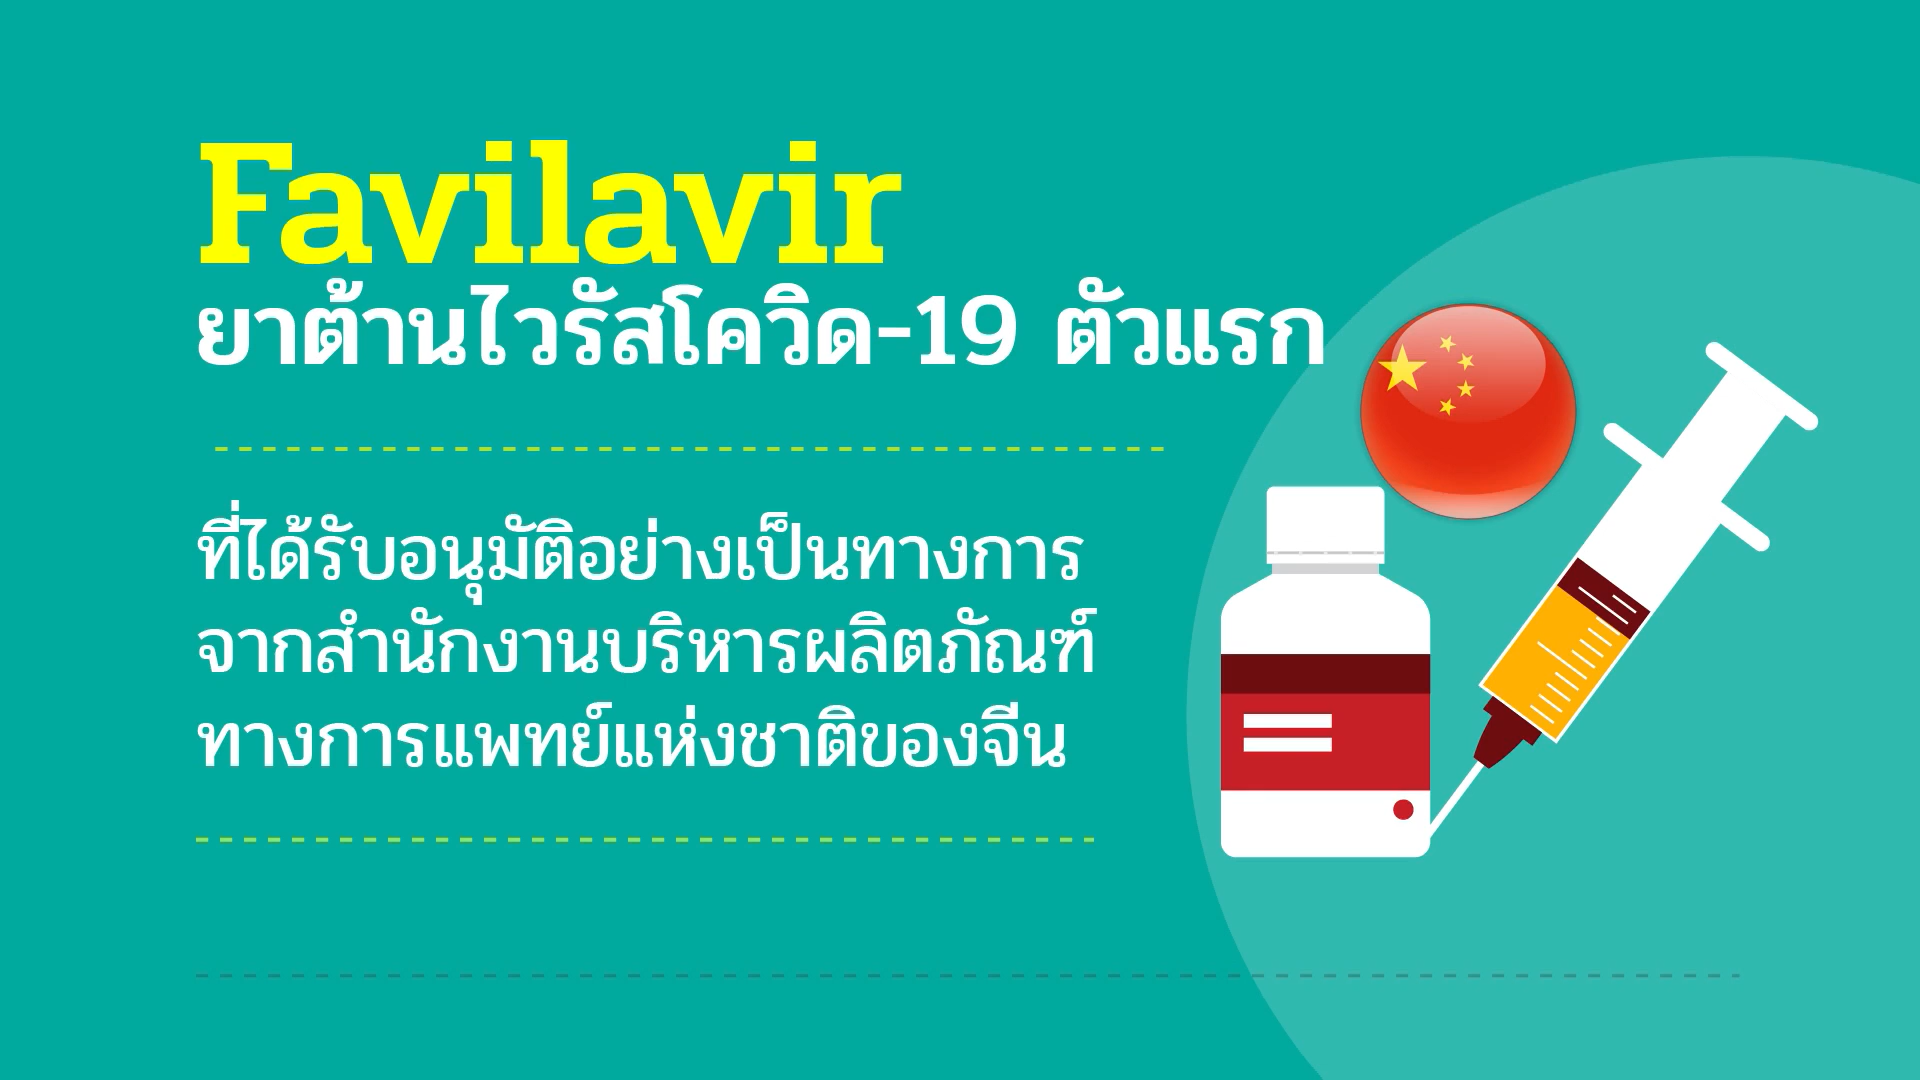 Favilavir
ยาต้านไวรัสโควิด-19 ตัวแรก
ที่ได้รับอนุมัติอย่างเป็นทางการ
จากสำนักงานบริหารผลิตภัณฑ์
ทางการแพทย์แห่งชาติของจีน